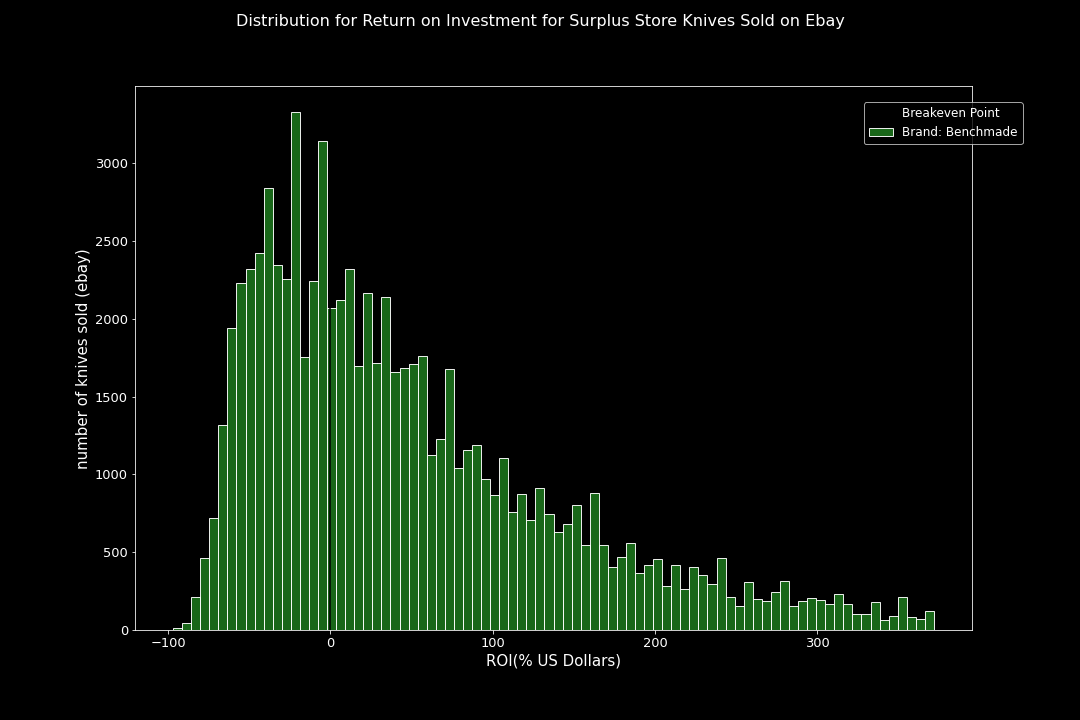 Distribution for Return on Investment for Surplus Store Knives Sold on Ebay
Breakeven Point
Brand: Benchmade
number of knives sold (ebay)
3000
2500
2000
1500
1000
500
0
−100 0 100 200 300
ROI(% US Dollars)